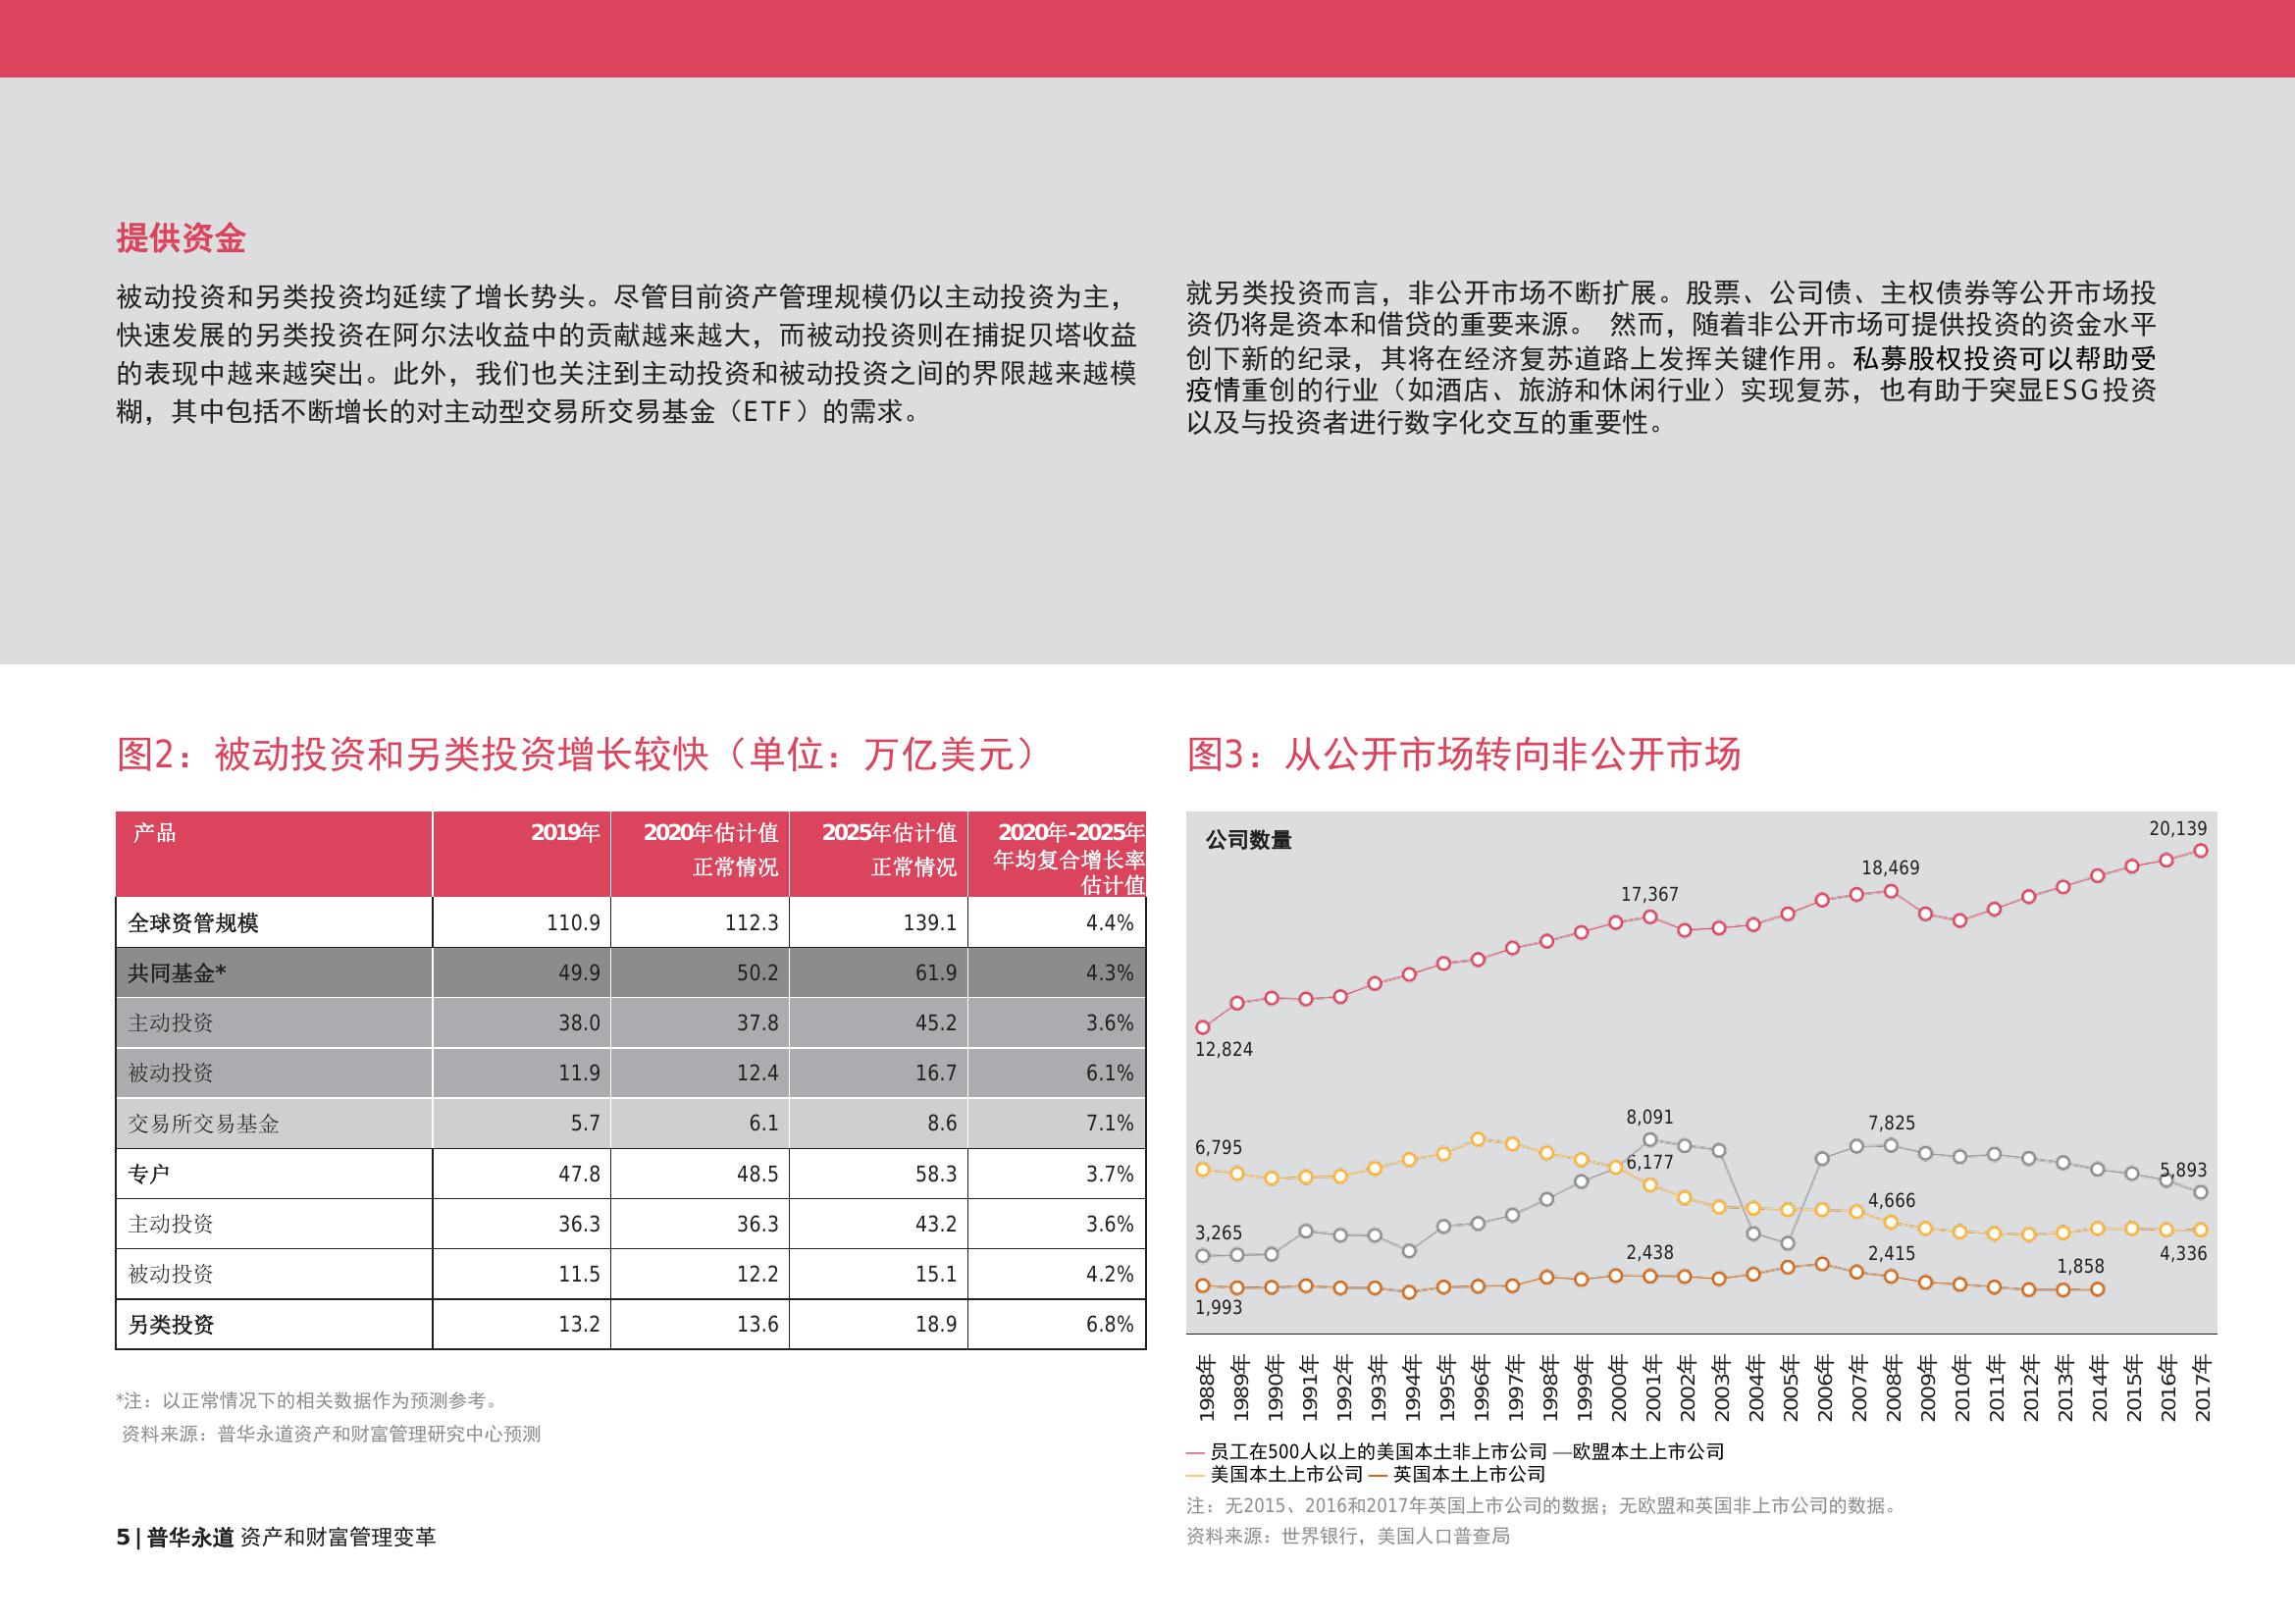 提供资金
被动投资和另类投资均延续了增长势头。尽管目前资产管理规模仍以主动投资为主，
快速发展的另类投资在阿尔法收益中的贡献越来越大，而被动投资则在捕捉贝塔收益
的表现中越来越突出。此外，我们也关注到主动投资和被动投资之间的界限越来越模
糊，其中包括不断增长的对主动型交易所交易基金（ETF）的需求。
就另类投资而言，非公开市场不断扩展。股票、公司债、主权债券等公开市场投
资仍将是资本和借贷的重要来源。 然而，随着非公开市场可提供投资的资金水平
创下新的纪录，其将在经济复苏道路上发挥关键作用。私募股权投资可以帮助受
疫情重创的行业（如酒店、旅游和休闲行业）实现复苏，也有助于突显ESG投资
以及与投资者进行数字化交互的重要性。
图2：被动投资和另类投资增长较快（单位：万亿美元）
产品 2019年 2020年估计值 正常情况 2025年估计值 正常情况 2020年-2025年 年均复合增长率 估计值
全球资管规模 110.9 112.3 139.1 4.4%
共同基金* 49.9 50.2 61.9 4.3%
主动投资 38.0 37.8 45.2 3.6%
被动投资 11.9 12.4 16.7 6.1%
交易所交易基金 5.7 6.1 8.6 7.1%
专户 47.8 48.5 58.3 3.7%
主动投资 36.3 36.3 43.2 3.6%
被动投资 11.5 12.2 15.1 4.2%
另类投资 13.2 13.6 18.9 6.8%
*注：以正常情况下的相关数据作为预测参考。
资料来源：普华永道资产和财富管理研究中心预测
图3：从公开市场转向非公开市场
公司数量
20,139
18,469
17,367
12,824
8,091
7,825
6,795
6,177
5,893
4,666
3,265
2,438
2,415
4,336
1,858
1,993
1988年 1989年 1990年 1991年 1992年 1993年 1994年 1995年 1996年 1997年 1998年 1999年 2000年 2001年 2002年 2003年 2004年 2005年 2006年 2007年 2008年 2009年 2010年 2011年 2012年 2013年 2014年 2015年 2016年 2017年
员工在500人以上的美国本土非上市公司 欧盟本土上市公司
美国本土上市公司 英国本土上市公司
注：无2015、2016和2017年英国上市公司的数据；无欧盟和英国非上市公司的数据。
资料来源：世界银行，美国人口普查局
5 | 普华永道 资产和财富管理变革